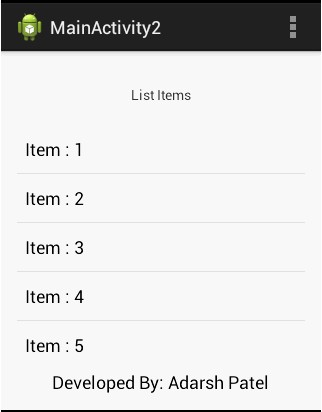 MainActivity2
List Items
Item : 1
Item : 2
Item : 3
Item : 4
Item : 5
Developed By: Adarsh Patel